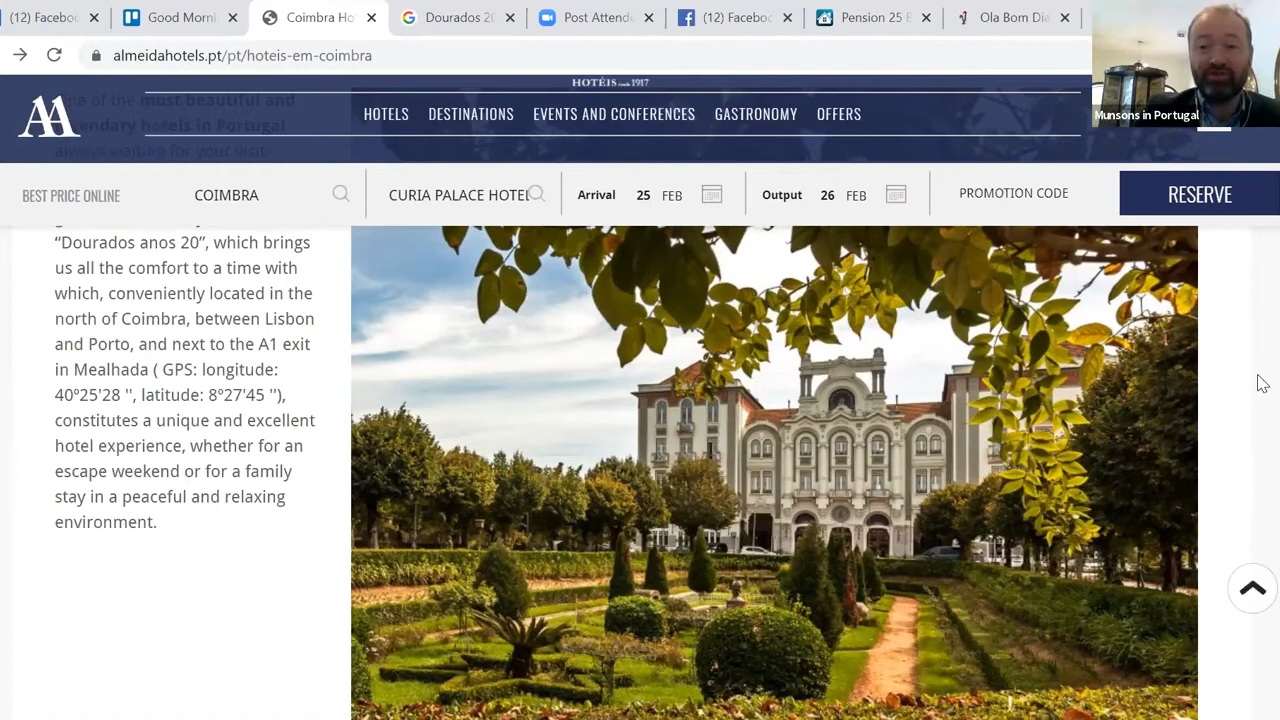 (12) Facebo
Good Morni
Coimbra Ho
Dourados 20
Post Attende
(12) Faceboo
Pension 25 E
Ola Bom Dia
almeidahotels.pt/pt/hoteis-em-coimbra
Munsons in Portugal
HOTÉIS desde 1917
AA
HOTELS DESTINATIONS EVENTS AND CONFERENCES GASTRONOMY OFFERS
BEST PRICE ONLINE COIMBRA CURIA PALACE HOTEL Arrival 25 FEB Output 26 FEB PROMOTION CODE RESERVE
One of the most beautiful and
legendary hotels in Portugal
always waiting for your visit
“Dourados anos 20”, which brings
us all the comfort to a time with
which, conveniently located in the
north of Coimbra, between Lisbon
and Porto, and next to the A1 exit
in Mealhada ( GPS: longitude:
40º25'28 '', latitude: 8º27'45 ''),
constitutes a unique and excellent
hotel experience, whether for an
escape weekend or for a family
stay in a peaceful and relaxing
environment.